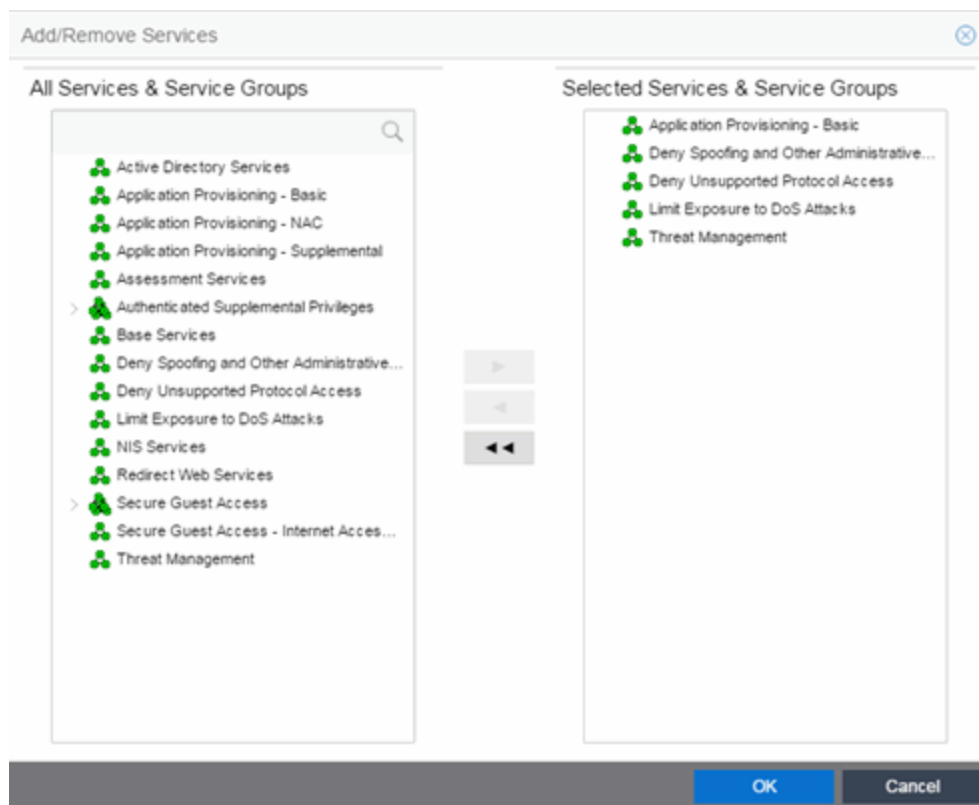 Add/Remove Services
All Services & Service Groups
Active Directory Services
Application Provisioning - Basic
Application Provisioning - NAC
Application Provisioning - Supplemental
Assessment Services
Authenticated Supplemental Privileges
Base Services
Deny Spoofing and Other Administrative...
Deny Unsupported Protocol Access
Limit Exposure to DoS Attacks
NIS Services
Redirect Web Services
Secure Guest Access
Secure Guest Access - Internet Acces...
Threat Management
Selected Services & Service Groups
Application Provisioning - Basic
Deny Spoofing and Other Administrative...
Deny Unsupported Protocol Access
Limit Exposure to DoS Attacks
Threat Management
OK
Cancel